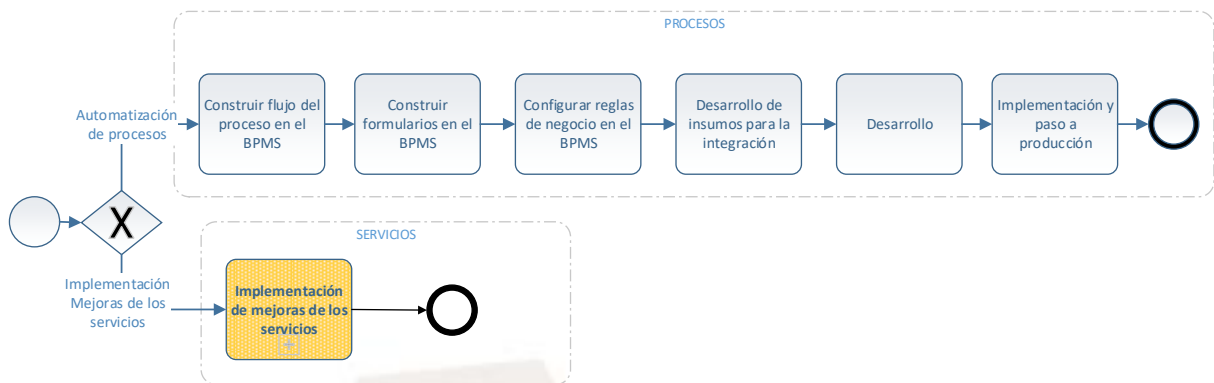 PROCESOS
Automatización
de procesos
Construir flujo del
proceso en el
BPMS
Construir
formularios en el
BPMS
Configurar reglas
de negocio en el
BPMS
Desarrollo de
insumos para la
integración
Desarrollo
Implementación y
paso a
producción
X
SERVICIOS
Implementación
Mejoras de los
servicios
Implementación
de mejoras de los
servicios